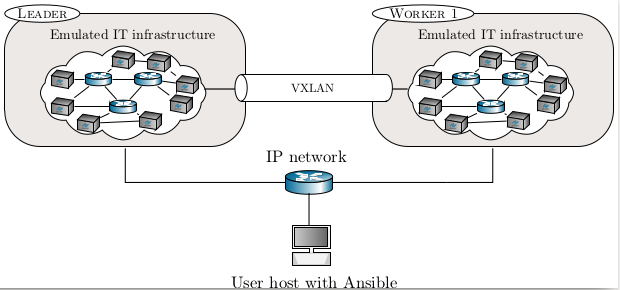 LEADER
WORKER 1
Emulated IT infrastructure
Emulated IT infrastructure
VXLAN
IP network
User host with Ansible